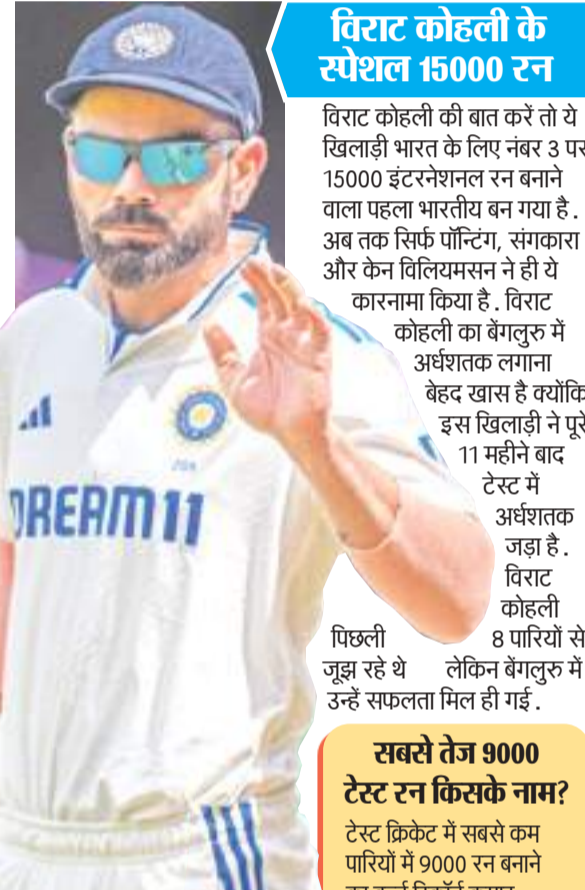 विराट कोहली के
स्पेशल 15000 रन
विराट कोहली की बात करें तो ये
खिलाड़ी भारत के लिए नंबर 3 पर
15000 इंटरनेशनल रन बनाने
वाला पहला भारतीय बन गया है.
अब तक सिर्फ पॉन्टिंग, संगकारा
और केन विलियमसन ने ही ये
कारनामा किया है. विराट
कोहली का बेंगलुरु में
अर्धशतक लगाना
बेहद खास है क्योंकि
इस खिलाड़ी ने पूरे
11 महीने बाद
टेस्ट में
अर्धशतक
जड़ा है.
विराट
कोहली
पिछली 8 पारियों से
जूझ रहे थे लेकिन बेंगलुरु में
उन्हें सफलता मिल ही गई.
DREAM11
सबसे तेज 9000
टेस्ट रन किसके नाम?
टेस्ट क्रिकेट में सबसे कम
पारियों में 9000 रन बनाने